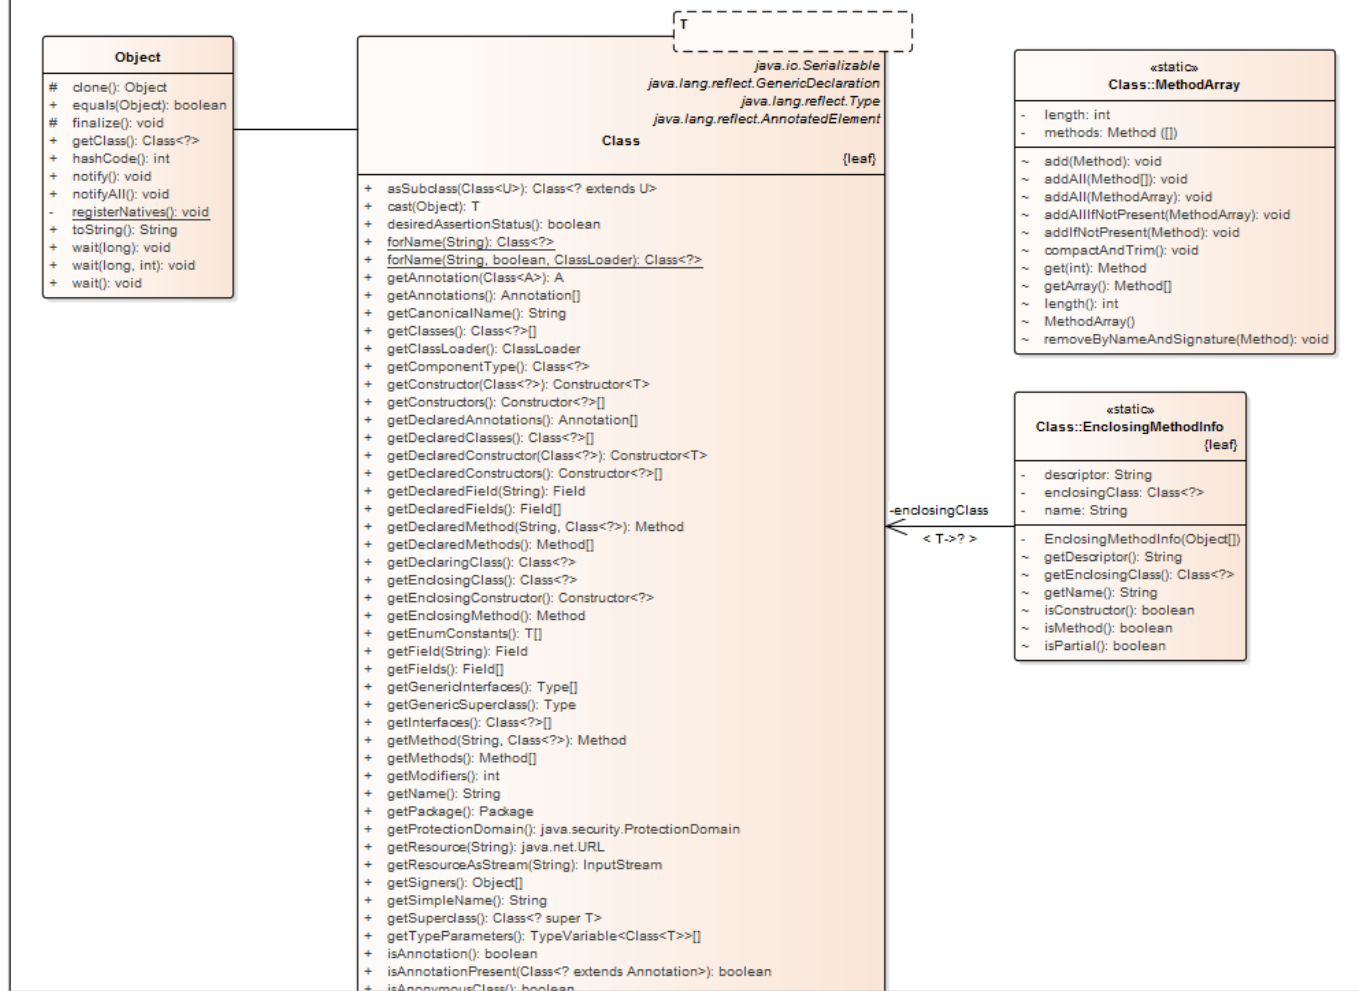 Object
# clone(): Object
+ equals(Object): boolean
# finalize(): void
+ getClass(): Class<?>
+ hashCode(): int
+ notify(): void
+ notifyAll(): void
- registerNatives(): void
+ toString(): String
+ wait(long): void
+ wait(long, int): void
+ wait(): void
T
java.io.Serializable
java.lang.reflect.GenericDeclaration
java.lang.reflect.Type
java.lang.reflect.AnnotatedElement
Class
{leaf}
+ asSubclass(Class<U>): Class<? extends U>
+ cast(Object): T
+ desiredAssertionStatus(): boolean
+ forName(String): Class<?>
+ forName(String, boolean, ClassLoader): Class<?>
+ getAnnotation(Class<A>): A
+ getAnnotations(): Annotation[]
+ getCanonicalName(): String
+ getClasses(): Class<?>[]
+ getClassLoader(): ClassLoader
+ getComponentType(): Class<?>
+ getConstructor(Class<?>): Constructor<T>
+ getConstructors(): Constructor<?>[]
+ getDeclaredAnnotations(): Annotation[]
+ getDeclaredClasses(): Class<?>[]
+ getDeclaredConstructor(Class<?>): Constructor<T>
+ getDeclaredConstructors(): Constructor<?>[]
+ getDeclaredField(String): Field
+ getDeclaredFields(): Field[]
+ getDeclaredMethod(String, Class<?>): Method
+ getDeclaredMethods(): Method[]
+ getDeclaringClass(): Class<?>
+ getEnclosingClass(): Class<?>
+ getEnclosingConstructor(): Constructor<?>
+ getEnclosingMethod(): Method
+ getEnumConstants(): T[]
+ getField(String): Field
+ getFields(): Field[]
+ getGenericInterfaces(): Type[]
+ getGenericSuperclass(): Type
+ getInterfaces(): Class<?>[]
+ getMethod(String, Class<?>): Method
+ getMethods(): Method[]
+ getModifiers(): int
+ getName(): String
+ getPackage(): Package
+ getProtectionDomain(): java.security.ProtectionDomain
+ getResource(String): java.net.URL
+ getResourceAsStream(String): InputStream
+ getSigners(): Object[]
+ getSimpleName(): String
+ getSuperclass(): Class<? super T>
+ getTypeParameters(): TypeVariable<Class<T>>[]
+ isAnnotation(): boolean
+ isAnnotationPresent(Class<? extends Annotation>): boolean
+ isAnonymousClass(): boolean
-enclosingClass
< T->? >
«static»
Class::MethodArray
- length: int
- methods: Method ([])
~ add(Method): void
~ addAll(Method[]): void
~ addAll(MethodArray): void
~ addAllIfNotPresent(MethodArray): void
~ addIfNotPresent(Method): void
~ compactAndTrim(): void
~ get(int): Method
~ getArray(): Method[]
~ length(): int
~ MethodArray()
~ removeByNameAndSignature(Method): void
«static»
Class::EnclosingMethodInfo
{leaf}
- descriptor: String
- enclosingClass: Class<?>
- name: String
- EnclosingMethodInfo(Object[])
~ getDescriptor(): String
~ getEnclosingClass(): Class<?>
~ getName(): String
~ isConstructor(): boolean
~ isMethod(): boolean
~ isPartial(): boolean